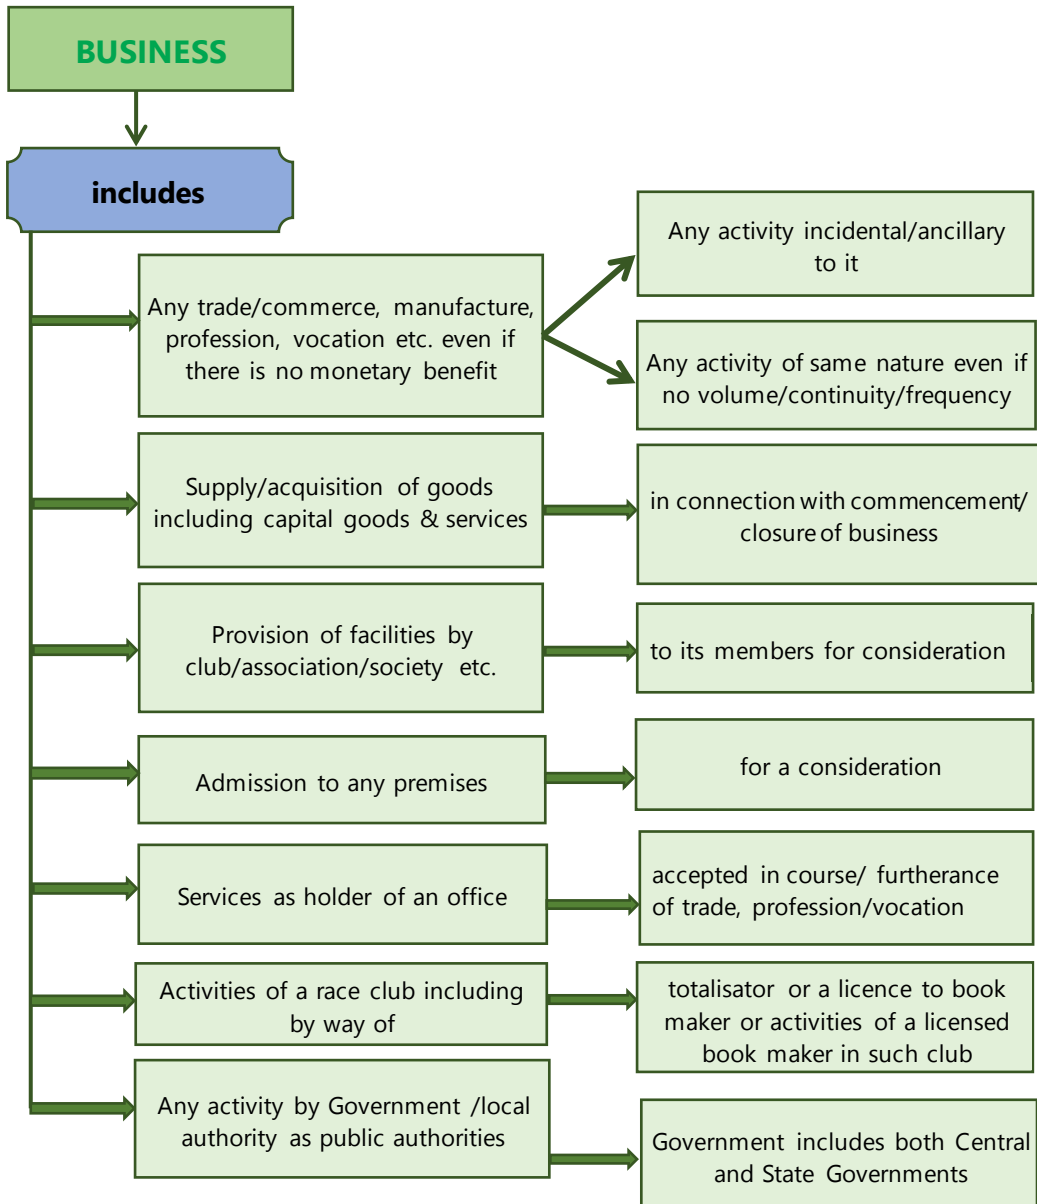 BUSINESS
includes
Any trade/commerce, manufacture,
profession, vocation etc. even if
there is no monetary benefit
Any activity incidental/ancillary
to it
Any activity of same nature even if
no volume/continuity/frequency
Supply/acquisition of goods
including capital goods & services
in connection with commencement/
closure of business
Provision of facilities by
club/association/society etc.
to its members for consideration
Admission to any premises
for a consideration
Services as holder of an office
accepted in course/ furtherance
of trade, profession/vocation
Activities of a race club including
by way of
totalisator or a licence to book
maker or activities of a licensed
book maker in such club
Any activity by Government /local
authority as public authorities
Government includes both Central
and State Governments